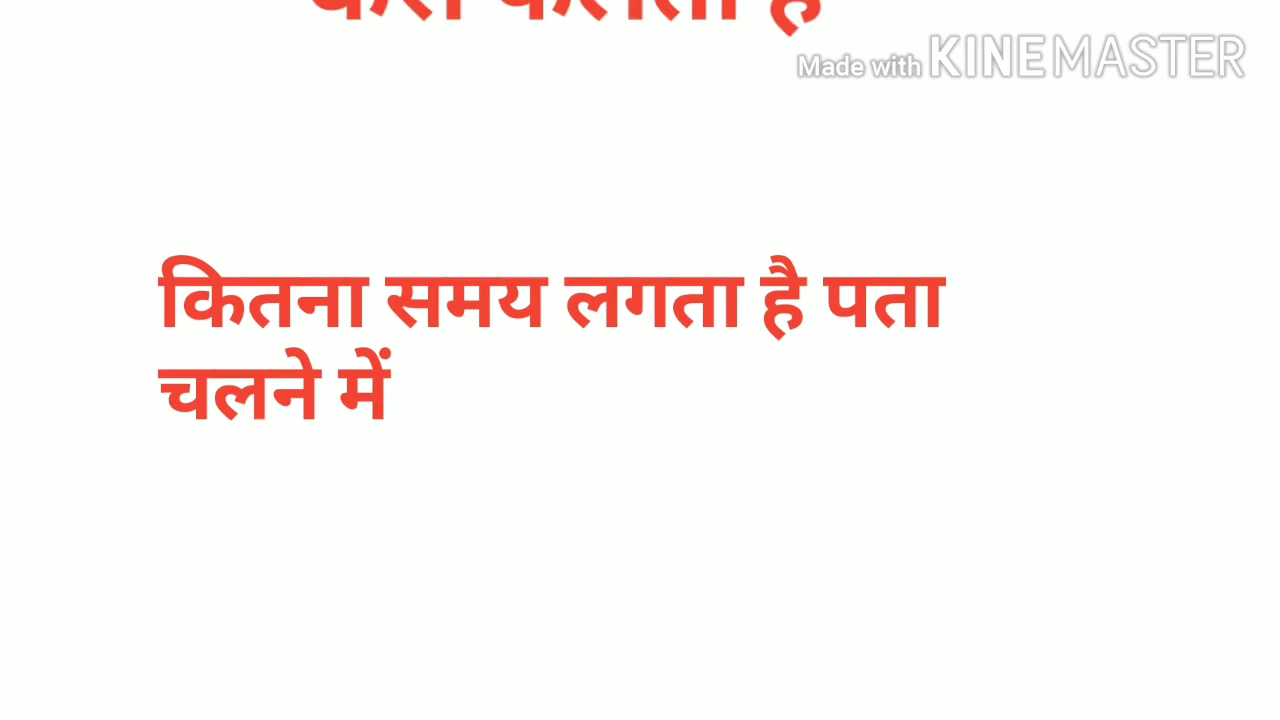 है
Made with KINEMASTER
कितना समय लगता है पता
चलने में